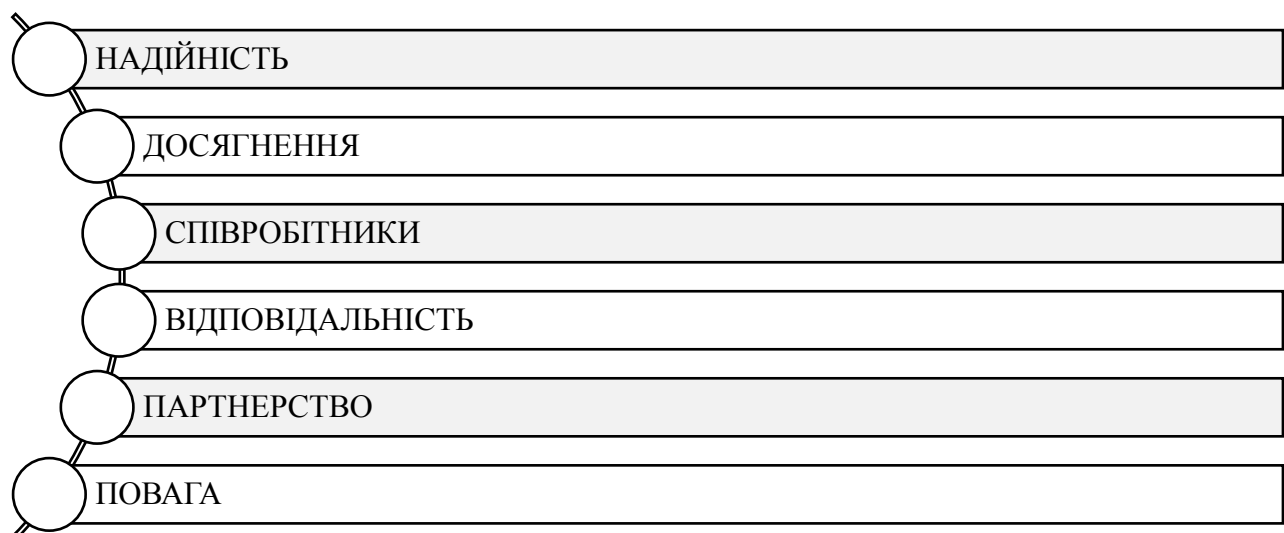 НАДІЙНІСТЬ
ДОСЯГНЕННЯ
СПІВРОБІТНИКИ
ВІДПОВІДАЛЬНІСТЬ
ПАРТНЕРСТВО
ПОВАГА